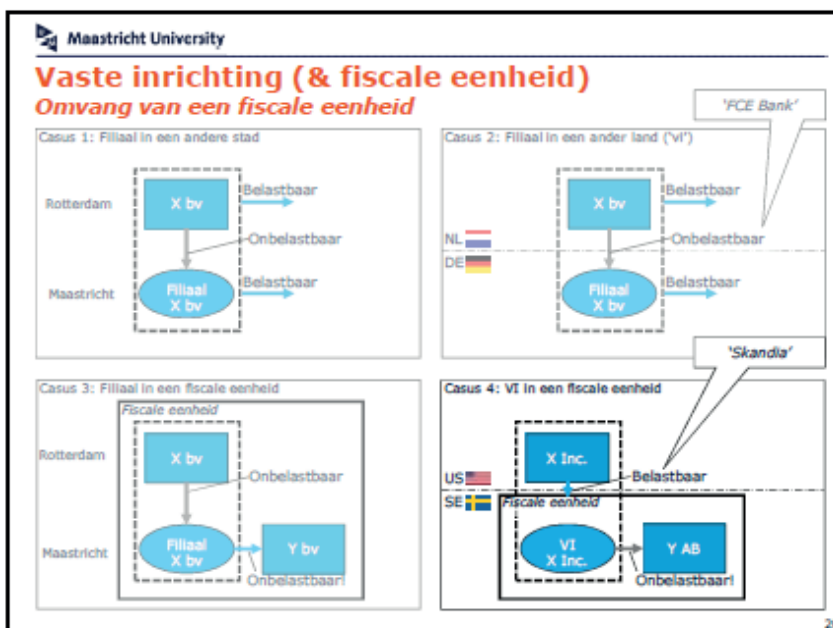 Maastricht University
Vaste inrichting (& fiscale eenheid)
Omvang van een fiscale eenheid
'FCE Bank'
Casus 1: Filiaal in een andere stad
Rotterdam
X bv
Belastbaar
Onbelastbaar
Maastricht
Filiaal
X bv
Belastbaar
Casus 2: Filiaal in een ander land ('vi')
X bv
Belastbaar
NL
Onbelastbaar
DE
Filiaal
X bv
Belastbaar
'Skandia'
Casus 3: Filiaal in een fiscale eenheid
Fiscale eenheid
Rotterdam
X bv
Onbelastbaar
Maastricht
Filiaal
X bv
Y bv
Onbelastbaar!
Casus 4: VI in een fiscale eenheid
X Inc.
US
Belastbaar
SE
Fiscale eenheid
VI
X Inc.
Y AB
Onbelastbaar!